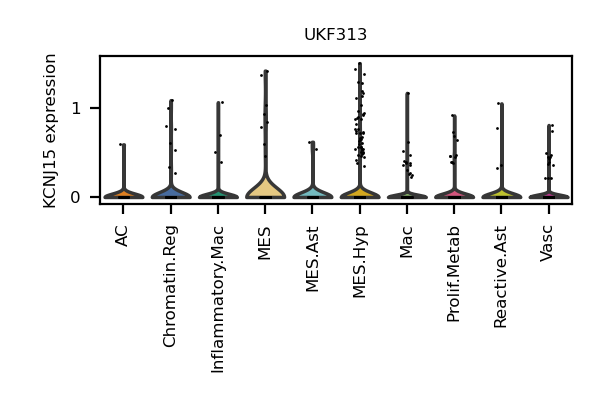 UKF313
KCNJ15 expression
1
0
AC
Chromatin.Reg
Inflammatory.Mac
MES
MES.Ast
MES.Hyp
Mac
Prolif.Metab
Reactive.Ast
Vasc